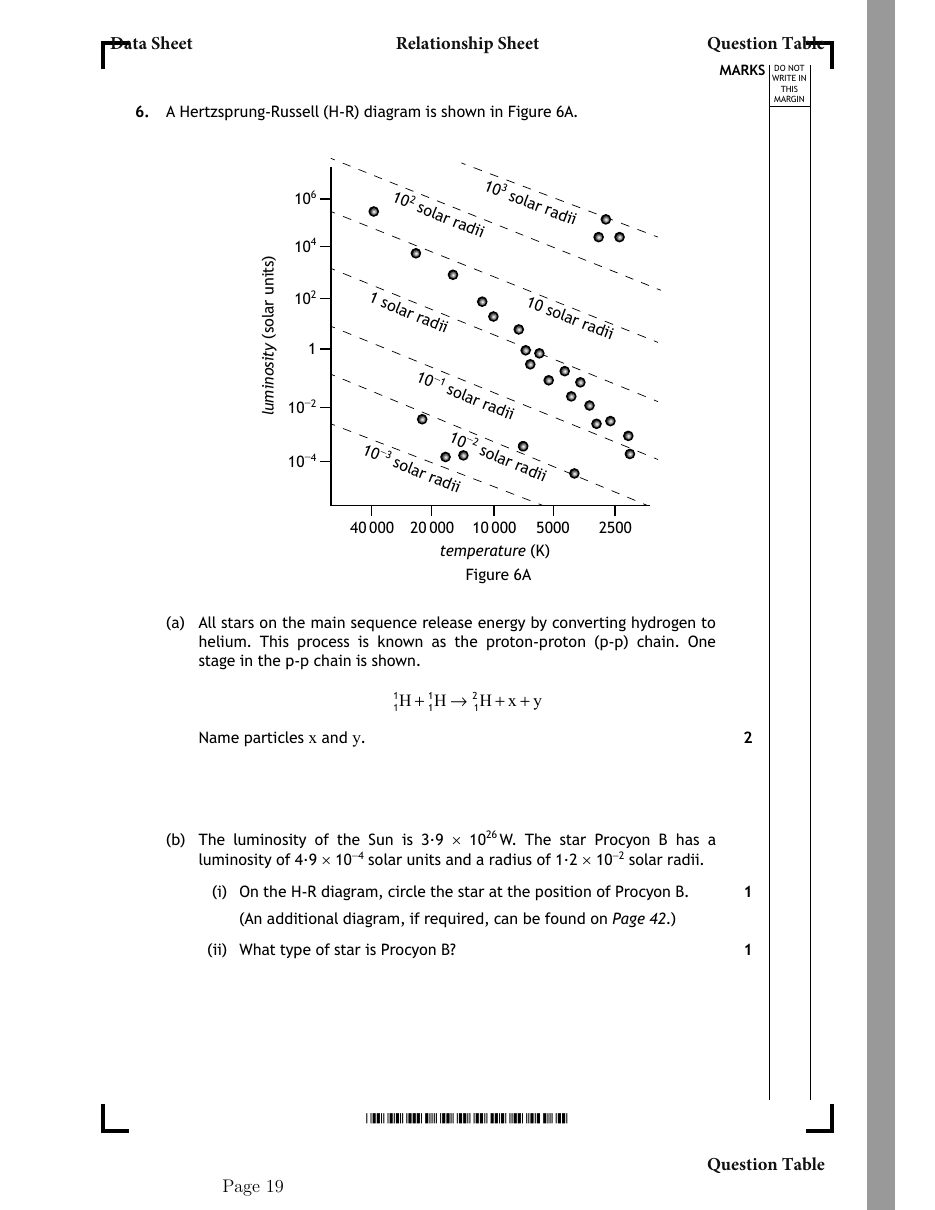 Data Sheet Relationship Sheet Question Table
MARKS
DO NOT
WRITE IN
THIS
MARGIN
6. A Hertzsprung-Russell (H-R) diagram is shown in Figure 6A.
10³ solar radii
10² solar radii
10 solar radii
1 solar radii
10⁻¹ solar radii
10⁻² solar radii
10⁻³ solar radii
luminosity (solar units)
10⁶
10⁴
10²
1
10⁻²
10⁻⁴
40 000 20 000 10 000 5000 2500
temperature (K)
Figure 6A
(a) All stars on the main sequence release energy by converting hydrogen to
helium. This process is known as the proton-proton (p-p) chain. One
stage in the p-p chain is shown.
¹₁H + ¹₁H → ²₁H + x + y
Name particles x and y. 2
(b) The luminosity of the Sun is 3·9 × 10²⁶ W. The star Procyon B has a
luminosity of 4·9 × 10⁻⁴ solar units and a radius of 1·2 × 10⁻² solar radii.
(i) On the H-R diagram, circle the star at the position of Procyon B. 1
(An additional diagram, if required, can be found on Page 42.)
(ii) What type of star is Procyon B? 1
Question Table
Page 19